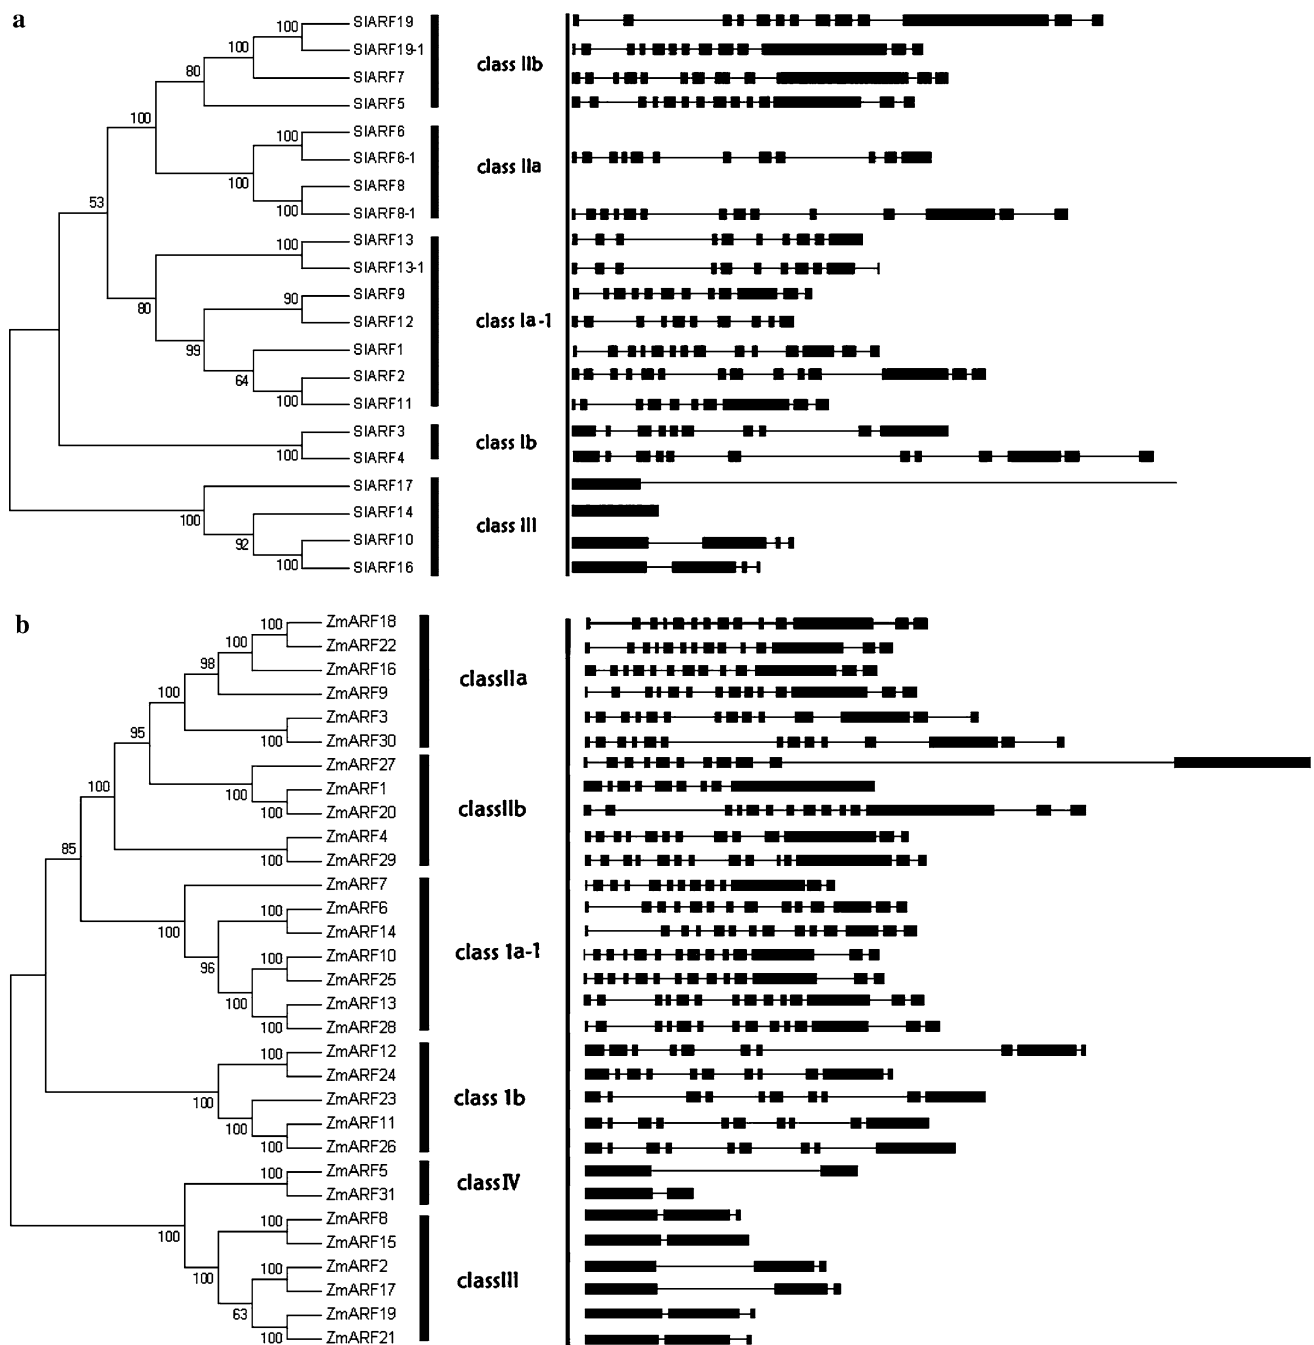 a
100
SlARF19
100
SlARF19-1
class IIb
80
SlARF7
SlARF5
100
100
SlARF6
SlARF6-1
class IIa
100
SlARF8
100
SlARF8-1
53
100
SlARF13
SlARF13-1
80
90
SlARF9
SlARF12
class Ia-1
99
SlARF1
64
SlARF2
100
SlARF11
SlARF3
class Ib
100
SlARF4
SlARF17
100
SlARF14
class III
92
SlARF10
100
SlARF16
b
100
ZmARF18
100
ZmARF22
98
ZmARF16
classIIa
100
ZmARF9
ZmARF3
95
100
ZmARF30
ZmARF27
100
100
ZmARF1
classIIb
100
ZmARF20
85
ZmARF4
100
ZmARF29
ZmARF7
100
100
ZmARF6
ZmARF14
96
100
ZmARF10
class 1a-1
ZmARF25
100
ZmARF13
100
ZmARF28
100
ZmARF12
ZmARF24
100
ZmARF23
class 1b
100
ZmARF11
100
ZmARF26
100
ZmARF5
classIV
ZmARF31
100
100
ZmARF8
ZmARF15
100
100
ZmARF2
classIII
ZmARF17
63
ZmARF19
100
ZmARF21